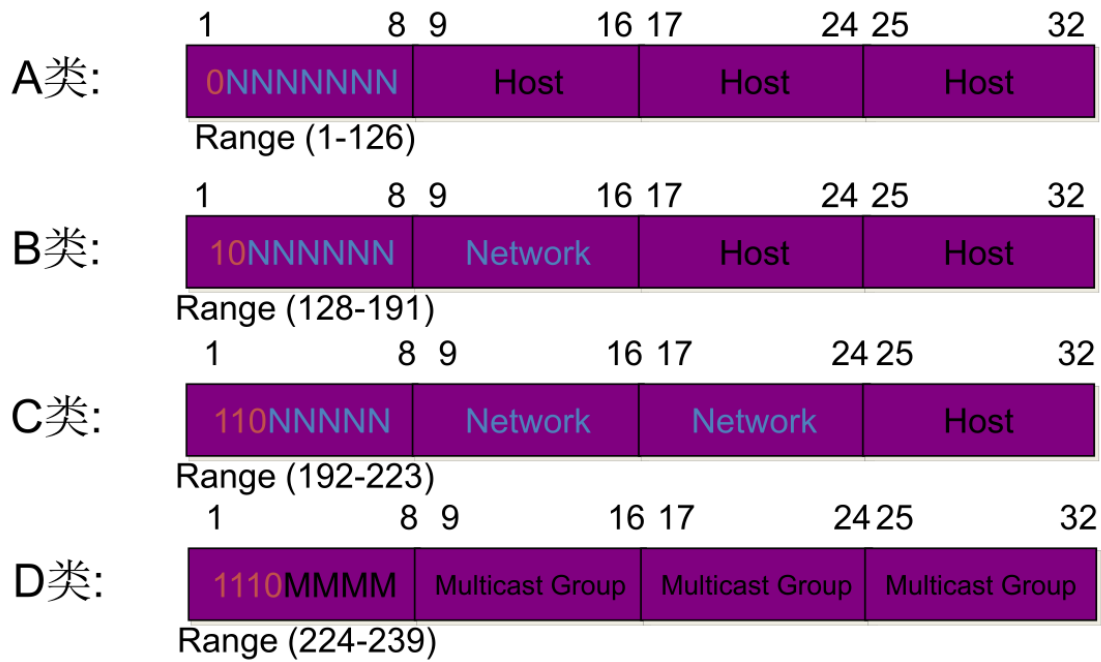 1 8 9 16 17 24 25 32
A类: 0NNNNNNN Host Host Host
Range (1-126)
1 8 9 16 17 24 25 32
B类: 10NNNNNN Network Host Host
Range (128-191)
1 8 9 16 17 24 25 32
C类: 110NNNNN Network Network Host
Range (192-223)
1 8 9 16 17 24 25 32
D类: 1110MMMM Multicast Group Multicast Group Multicast Group
Range (224-239)